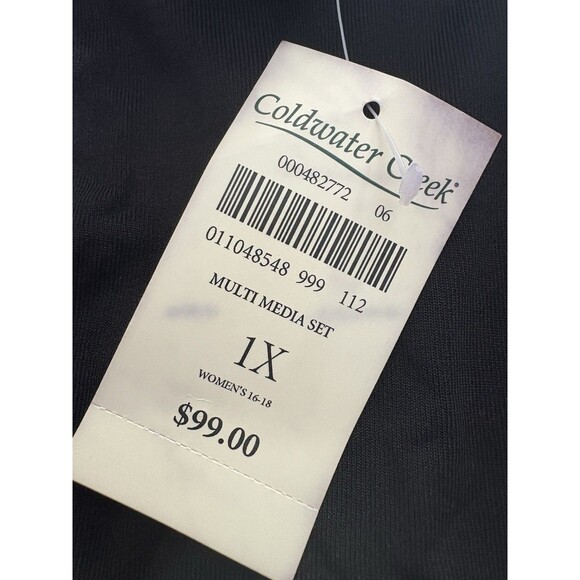 Coldwater Creek®
000482772 06
011048548 999 112
MULTI MEDIA SET
1X
WOMEN'S 16-18
$99.00